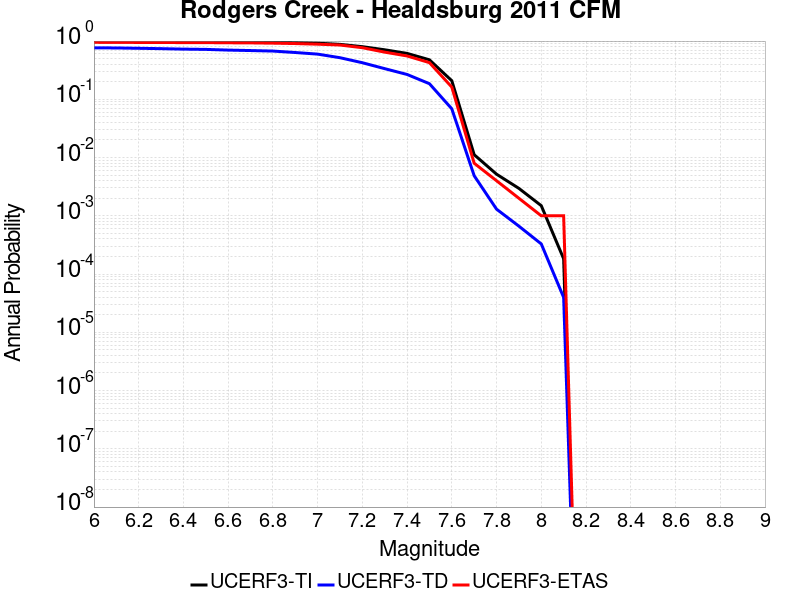 Rodgers Creek - Healdsburg 2011 CFM
Annual Probability
10^0
10^-1
10^-2
10^-3
10^-4
10^-5
10^-6
10^-7
10^-8
6 6.2 6.4 6.6 6.8 7 7.2 7.4 7.6 7.8 8 8.2 8.4 8.6 8.8 9
Magnitude
UCERF3-TI UCERF3-TD UCERF3-ETAS